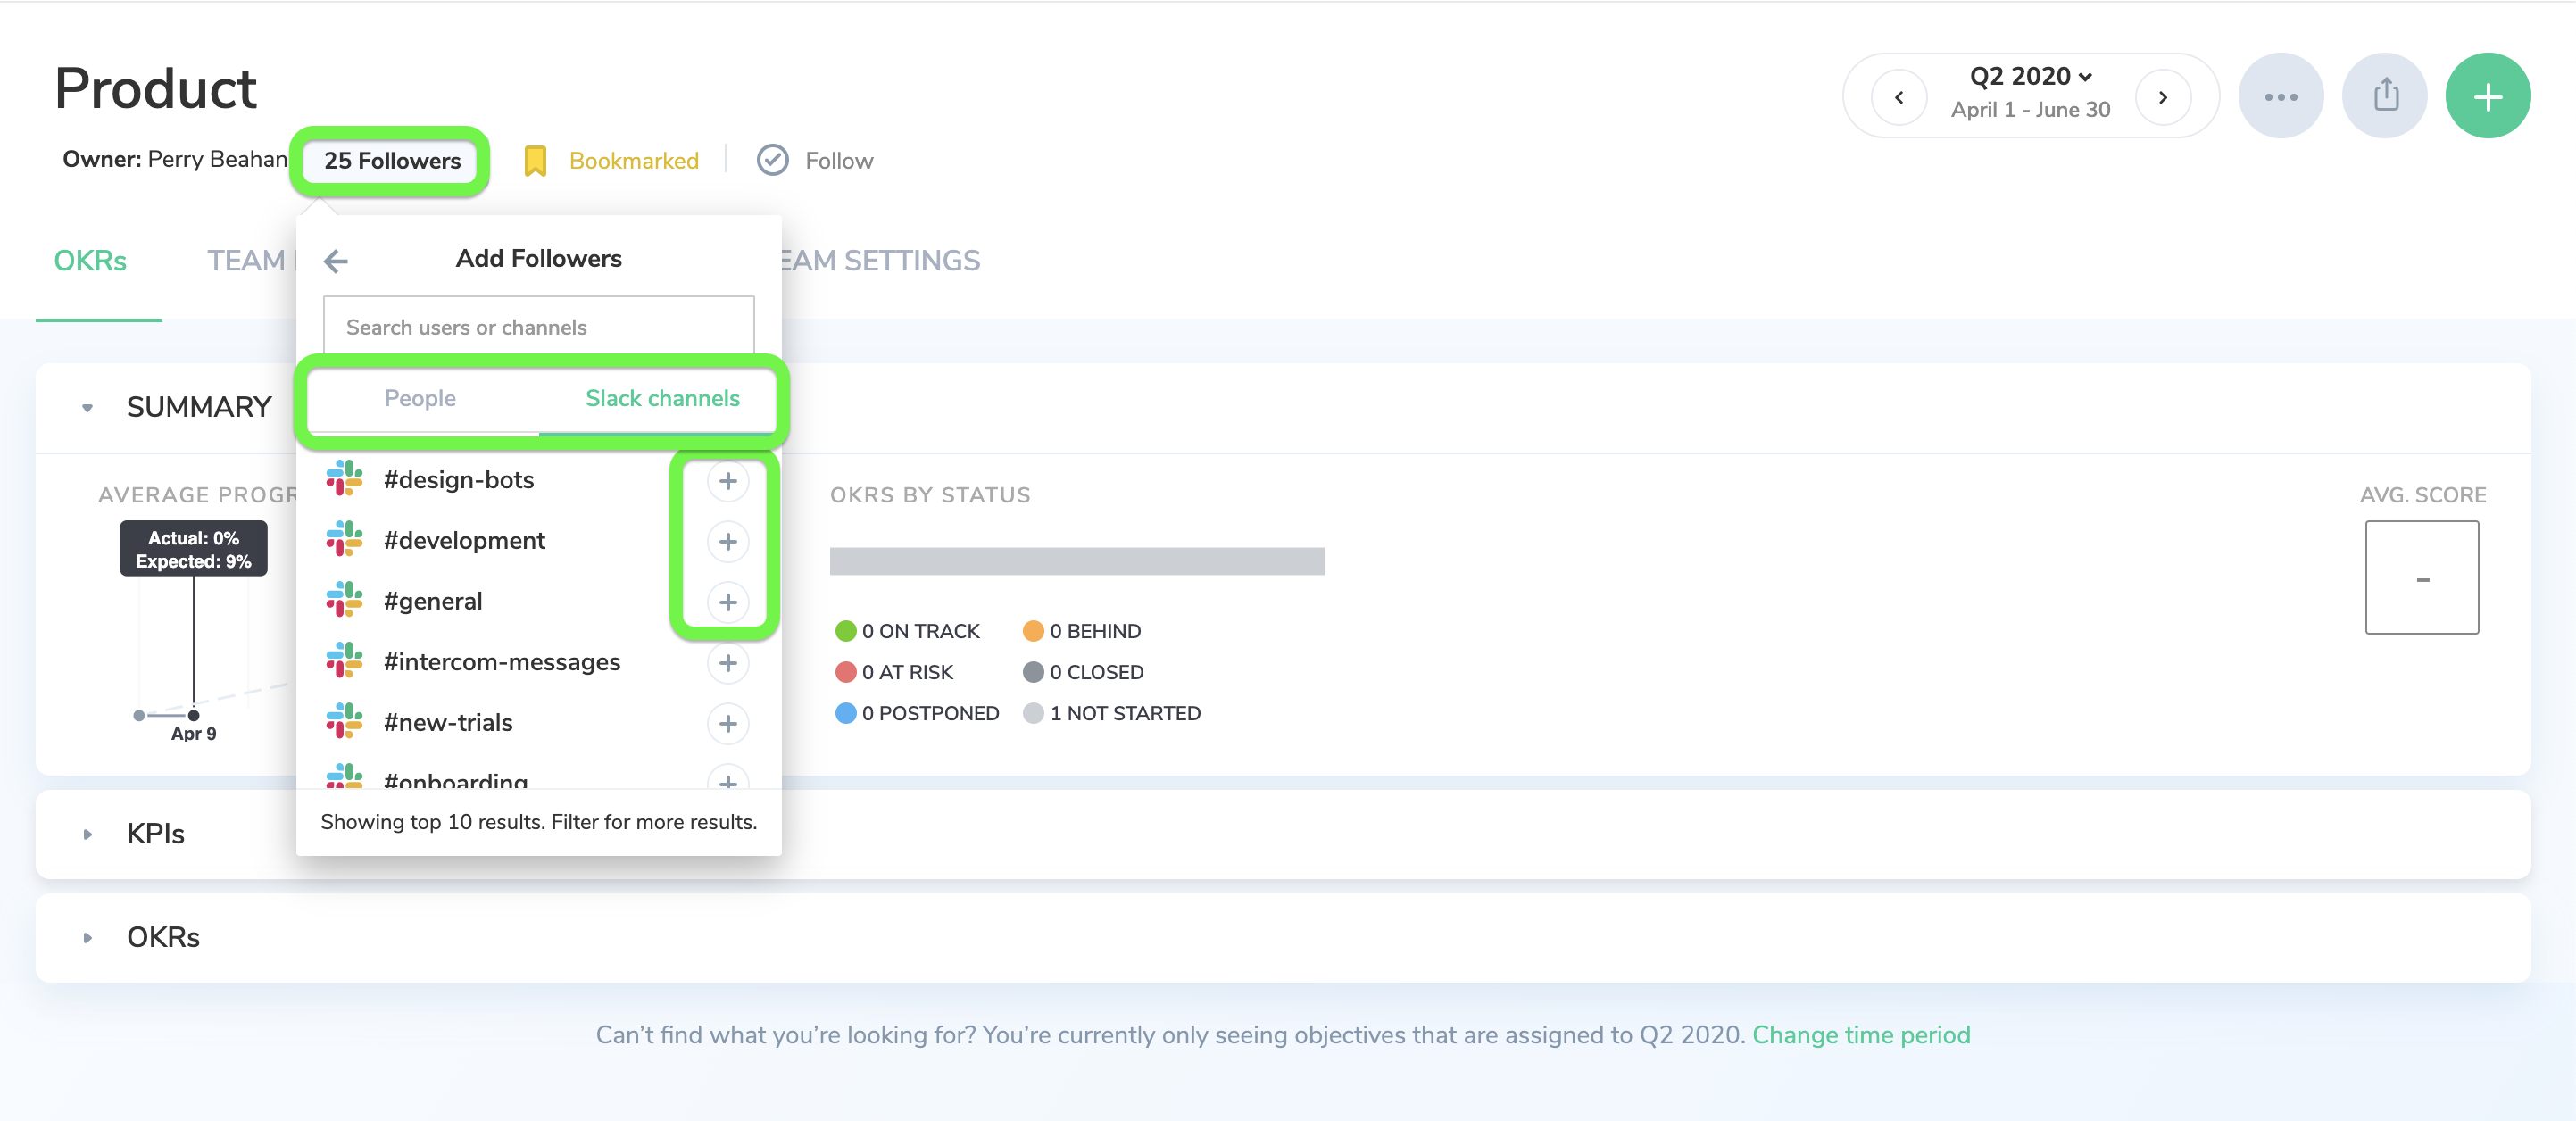 Product
Q2 2020
April 1 - June 30
Owner: Perry Beahan
25 Followers
Bookmarked
Follow
OKRs
TEAM
EAM SETTINGS
Add Followers
Search users or channels
People
Slack channels
#design-bots
#development
#general
#intercom-messages
#new-trials
#onboarding
Showing top 10 results. Filter for more results.
SUMMARY
AVERAGE PROGR
Actual: 0%
Expected: 9%
Apr 9
OKRS BY STATUS
0 ON TRACK
0 BEHIND
0 AT RISK
0 CLOSED
0 POSTPONED
1 NOT STARTED
AVG. SCORE
-
KPIs
OKRs
Can’t find what you’re looking for? You’re currently only seeing objectives that are assigned to Q2 2020. Change time period